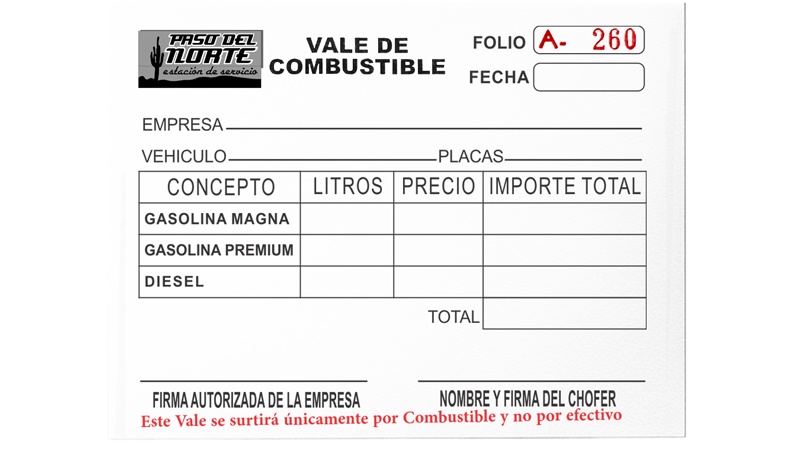 PASO DEL
NORTE
estación de servicio
VALE DE
COMBUSTIBLE
FOLIO A- 260
FECHA
EMPRESA
VEHICULO PLACAS
CONCEPTO LITROS PRECIO IMPORTE TOTAL
GASOLINA MAGNA
GASOLINA PREMIUM
DIESEL
TOTAL
FIRMA AUTORIZADA DE LA EMPRESA NOMBRE Y FIRMA DEL CHOFER
Este Vale se surtirá únicamente por Combustible y no por efectivo